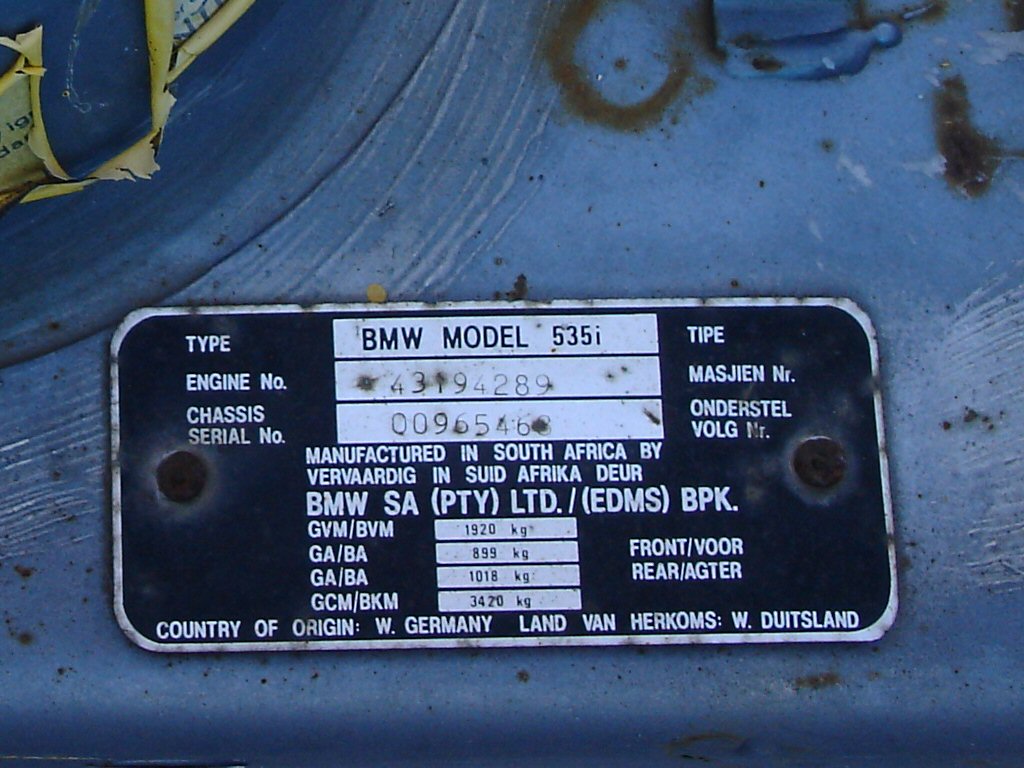 TYPE BMW MODEL 535i TIPE
ENGINE No. 43194289 MASJIEN Nr.
CHASSIS SERIAL No. 00965468 ONDERSTEL VOLG Nr.
MANUFACTURED IN SOUTH AFRICA BY
VERVAARDIG IN SUID AFRIKA DEUR
BMW SA (PTY) LTD./(EDMS) BPK.
GVM/BVM 1920 kg
GA/BA 899 kg FRONT/VOOR
GA/BA 1018 kg REAR/AGTER
GCM/BKM 3420 kg
COUNTRY OF ORIGIN: W. GERMANY LAND VAN HERKOMS: W. DUITSLAND